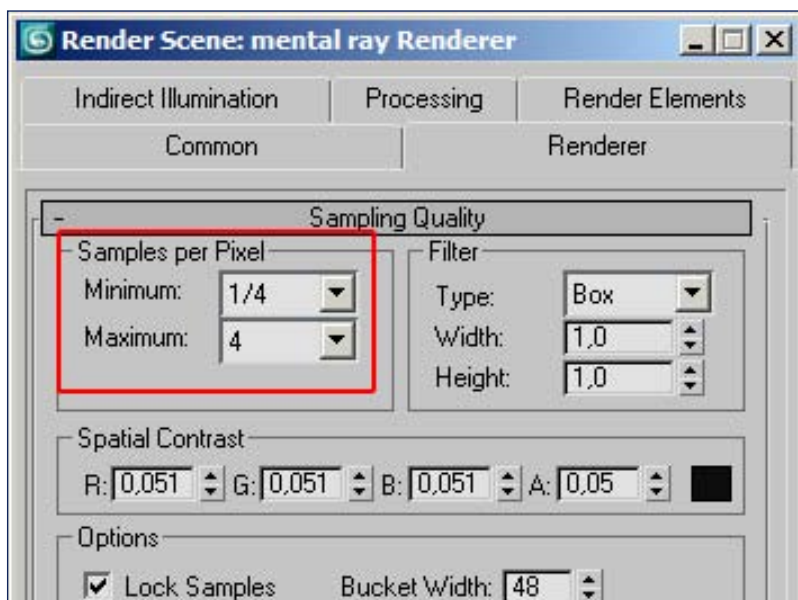 Render Scene: mental ray Renderer
Indirect Illumination Processing Render Elements
Common Renderer
- Sampling Quality
Samples per Pixel Filter
Minimum: 1/4 Type: Box
Maximum: 4 Width: 1,0
Height: 1,0
Spatial Contrast
R: 0,051 G: 0,051 B: 0,051 A: 0,05
Options
Lock Samples Bucket Width: 48